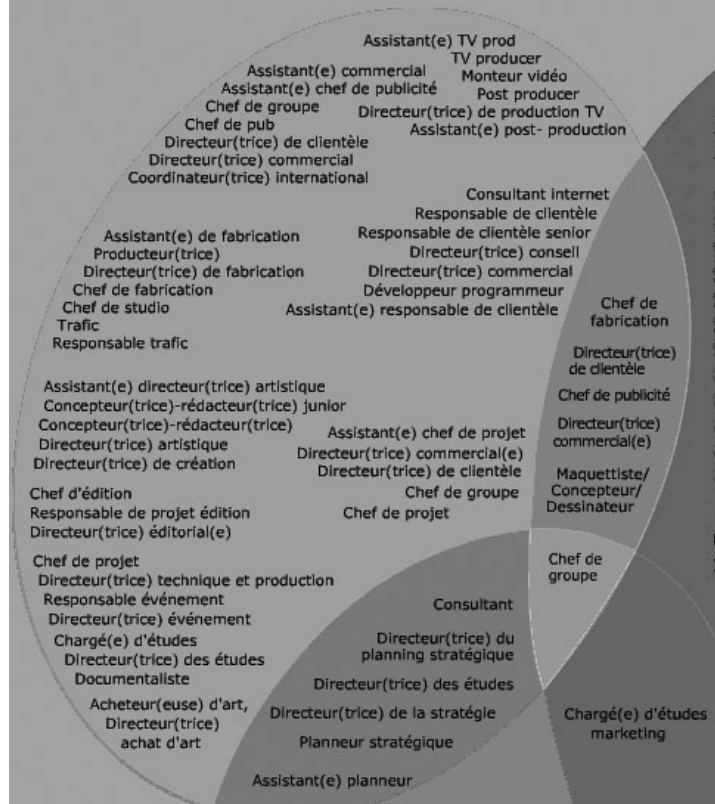 Assistant(e) TV prod
TV producer
Monteur vidéo
Post producer
Directeur(trice) de production TV
Assistant(e) post- production
Assistant(e) commercial
Assistant(e) chef de publicité
Chef de groupe
Chef de pub
Directeur(trice) de clientèle
Directeur(trice) commercial
Coordinateur(trice) international
Consultant internet
Responsable de clientèle
Responsable de clientèle senior
Directeur(trice) conseil
Directeur(trice) commercial
Développeur programmeur
Assistant(e) responsable de clientèle
Assistant(e) de fabrication
Producteur(trice)
Directeur(trice) de fabrication
Chef de fabrication
Chef de studio
Trafic
Responsable trafic
Assistant(e) directeur(trice) artistique
Concepteur(trice)-rédacteur(trice) junior
Concepteur(trice)-rédacteur(trice)
Directeur(trice) artistique
Directeur(trice) de création
Assistant(e) chef de projet
Directeur(trice) commercial(e)
Directeur(trice) de clientèle
Chef de groupe
Chef de projet
Chef d'édition
Responsable de projet édition
Directeur(trice) éditorial(e)
Chef de projet
Directeur(trice) technique et production
Responsable événement
Directeur(trice) événement
Chargé(e) d'études
Directeur(trice) des études
Documentaliste
Acheteur(euse) d'art,
Directeur(trice)
achat d'art
Chef de
fabrication
Directeur(trice)
de clientèle
Chef de publicité
Directeur(trice)
commercial(e)
Maquettiste/
Concepteur/
Dessinateur
Chef de
groupe
Consultant
Directeur(trice) du
planning stratégique
Directeur(trice) des études
Directeur(trice) de la stratégie
Planneur stratégique
Assistant(e) planneur
Chargé(e) d'études
marketing